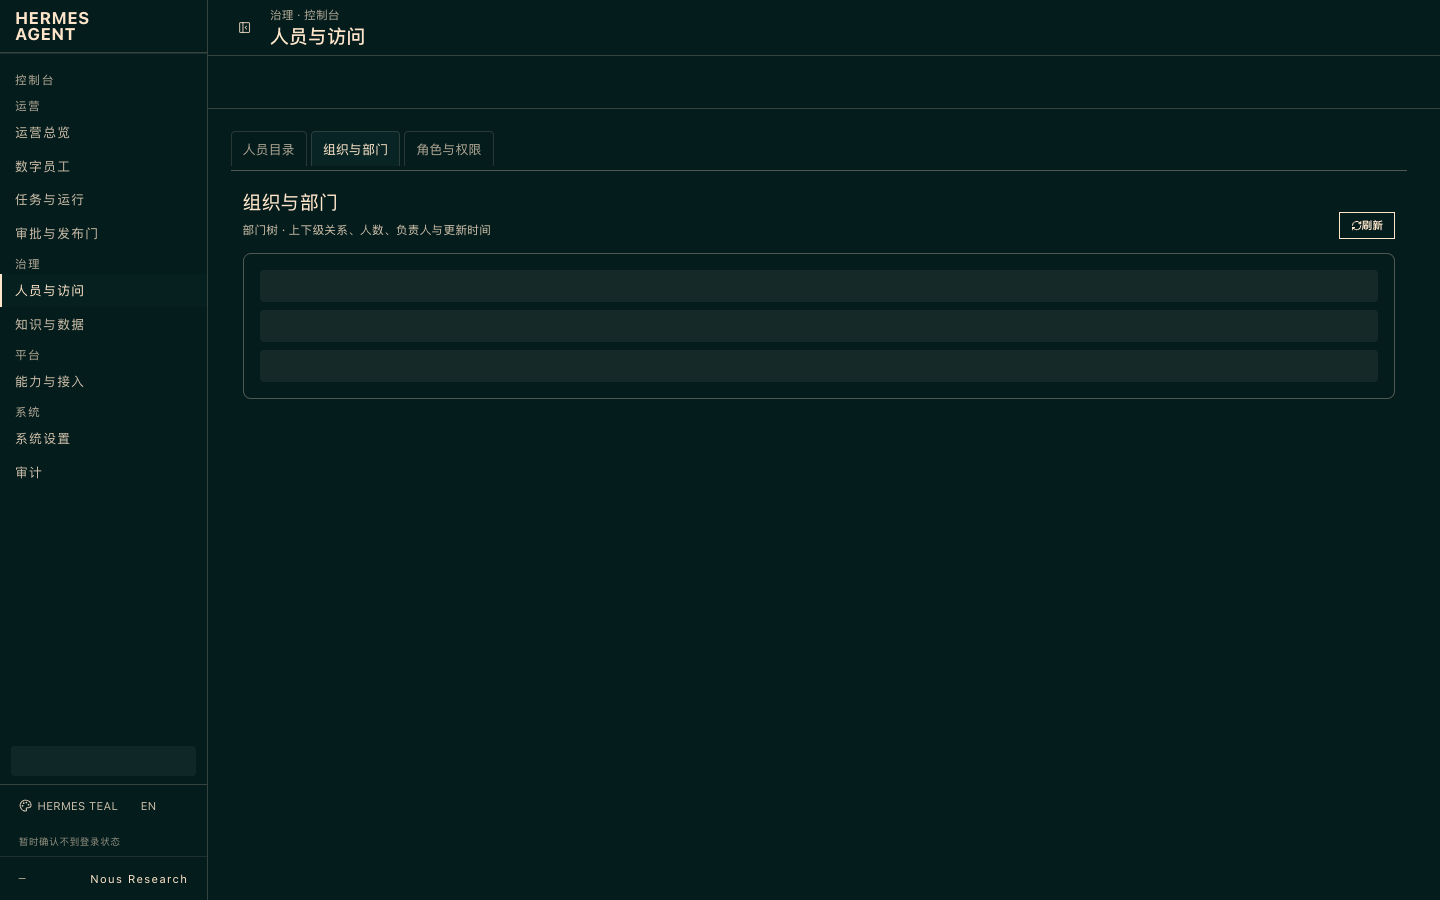 HERMES
AGENT
控制台
运营
运营总览
数字员工
任务与运行
审批与发布门
治理
人员与访问
知识与数据
平台
能力与接入
系统
系统设置
审计
HERMES TEAL
EN
暂时确认不到登录状态
—
Nous Research
治理 · 控制台
人员与访问
人员目录
组织与部门
角色与权限
组织与部门
部门树 · 上下级关系、人数、负责人与更新时间
刷新